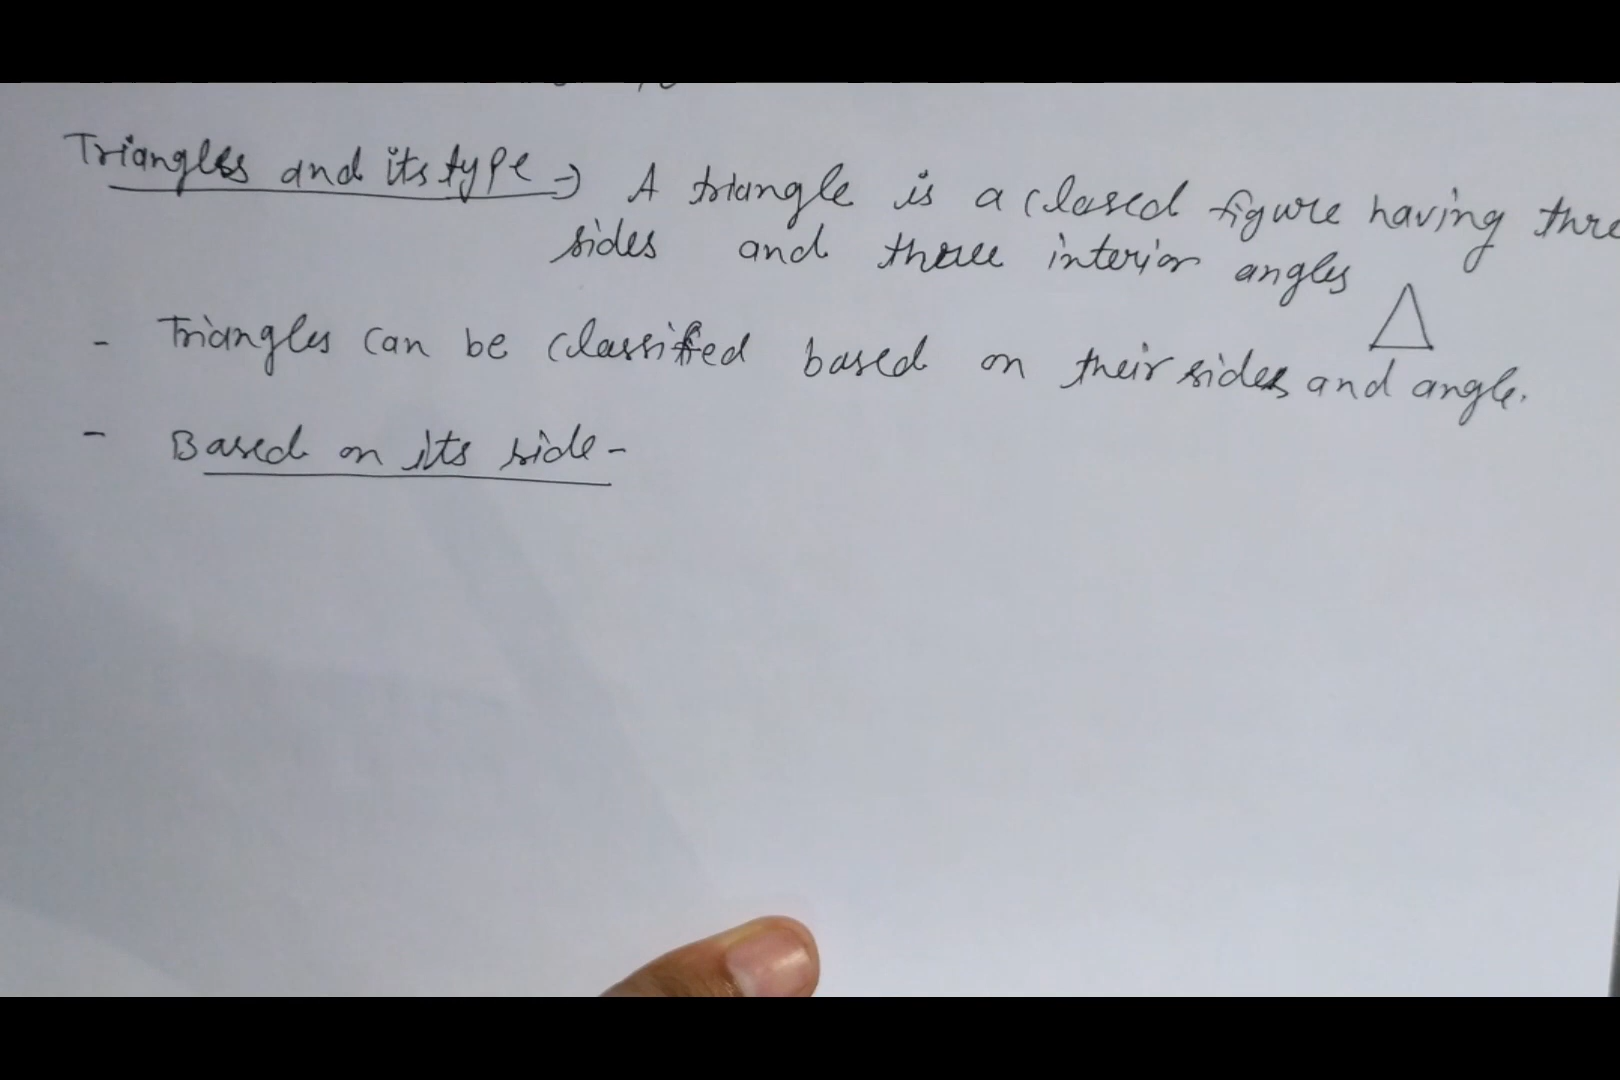 Triangles and its type → A triangle is a closed figure having thre
sides and three interior angles
- Triangles can be classified based on their sides and angle.
- Based on its side -